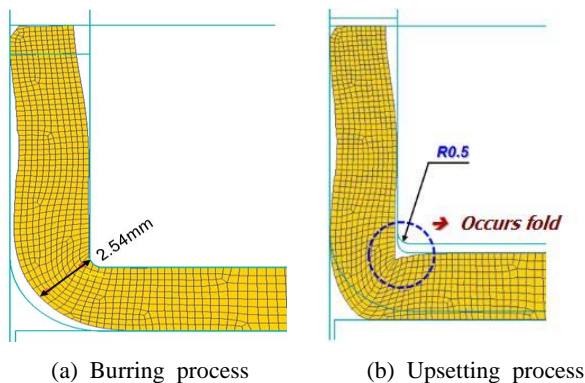 2.54mm
R0.5
➔ Occurs fold
(a) Burring process
(b) Upsetting process